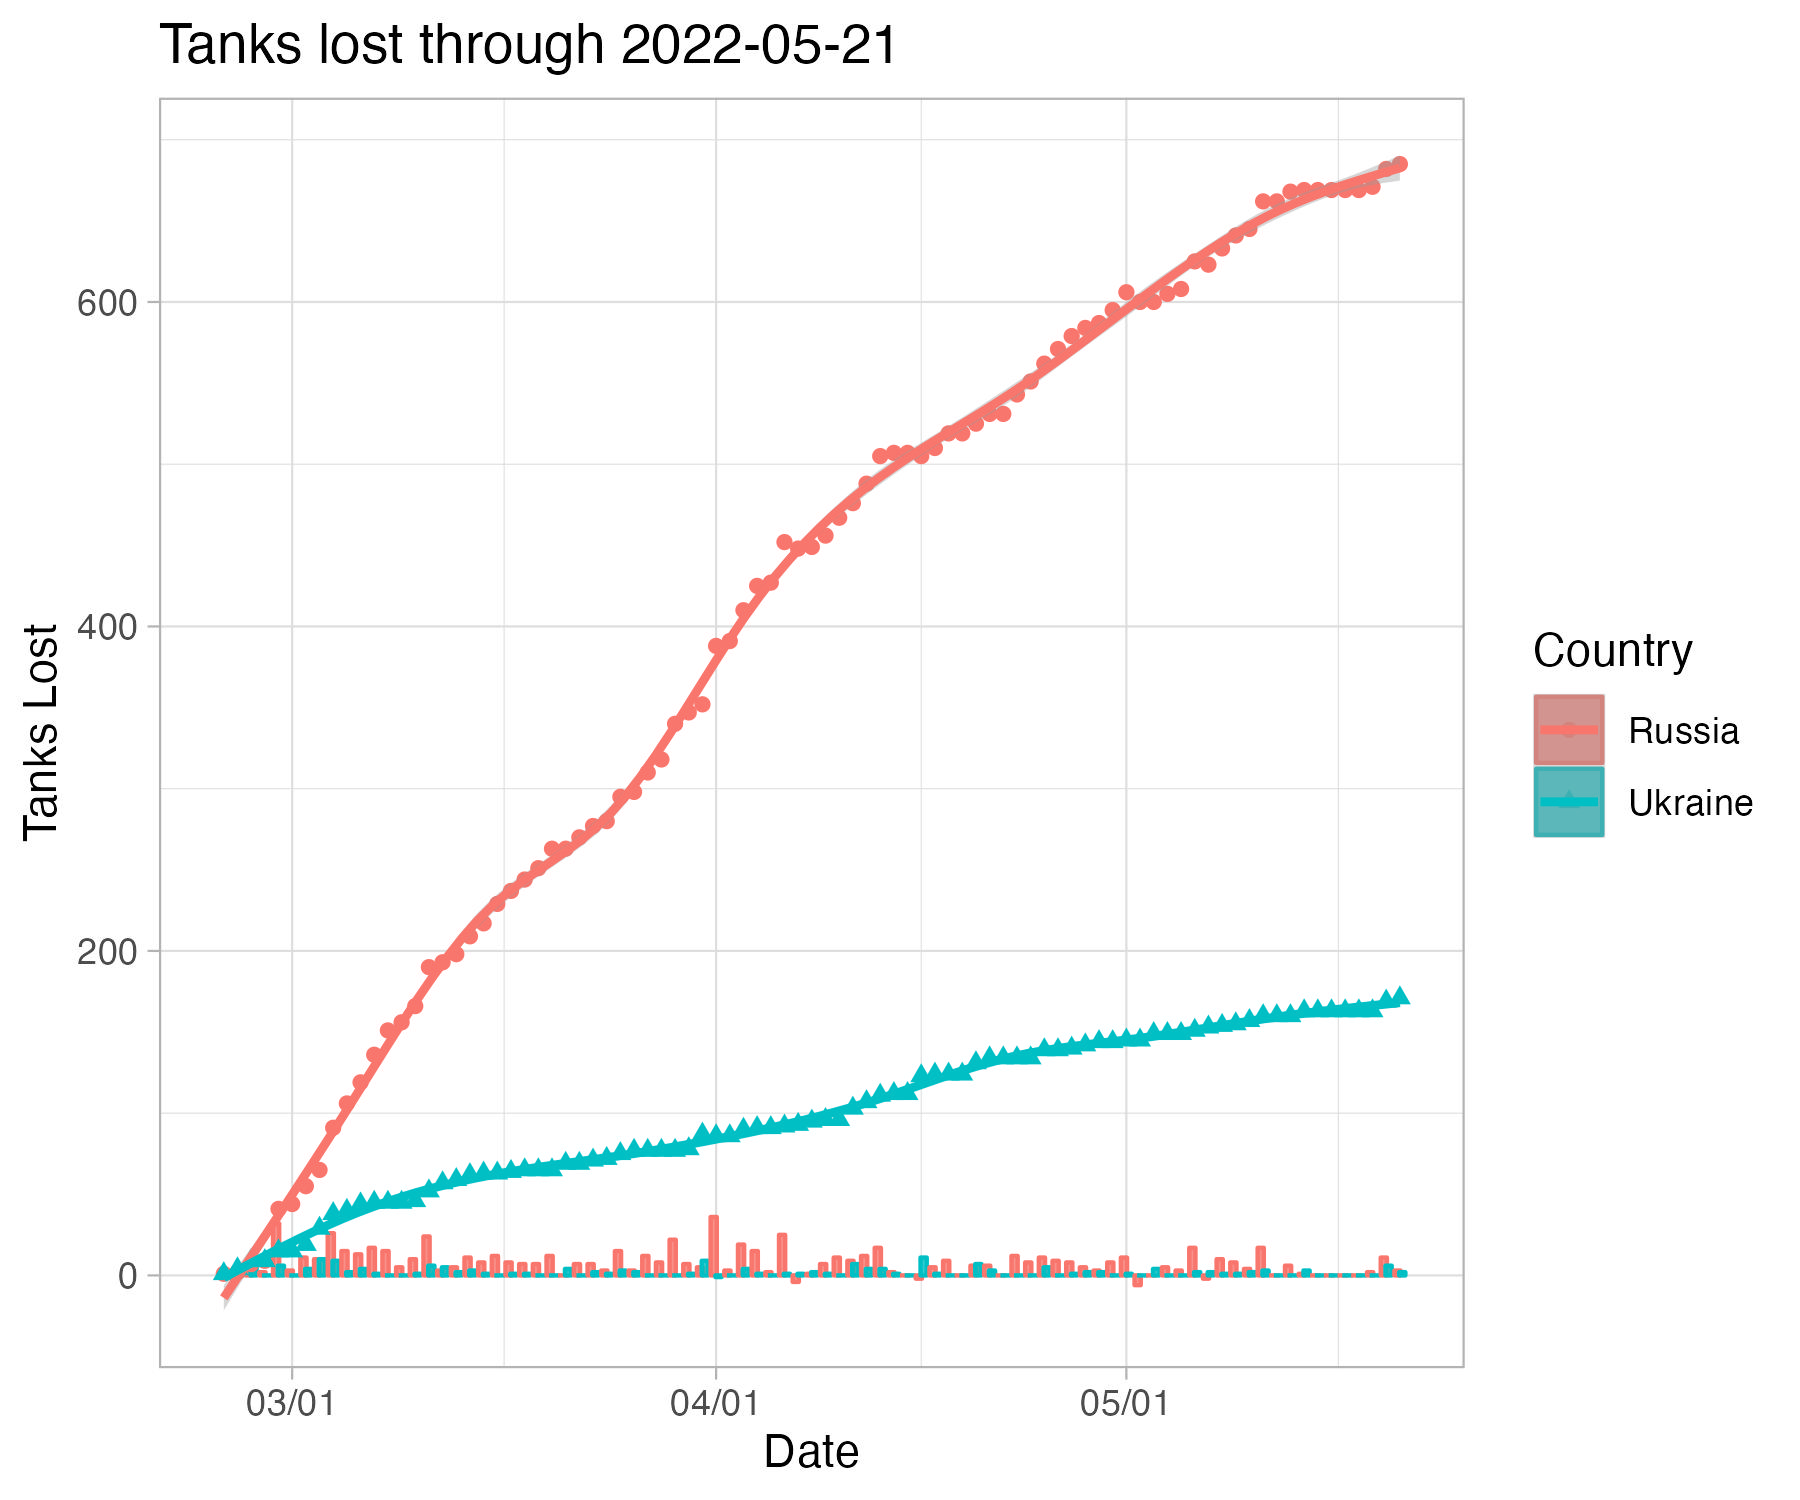 Tanks lost through 2022-05-21
Tanks Lost
600
400
200
0
03/01 04/01 05/01
Date
Country
Russia
Ukraine